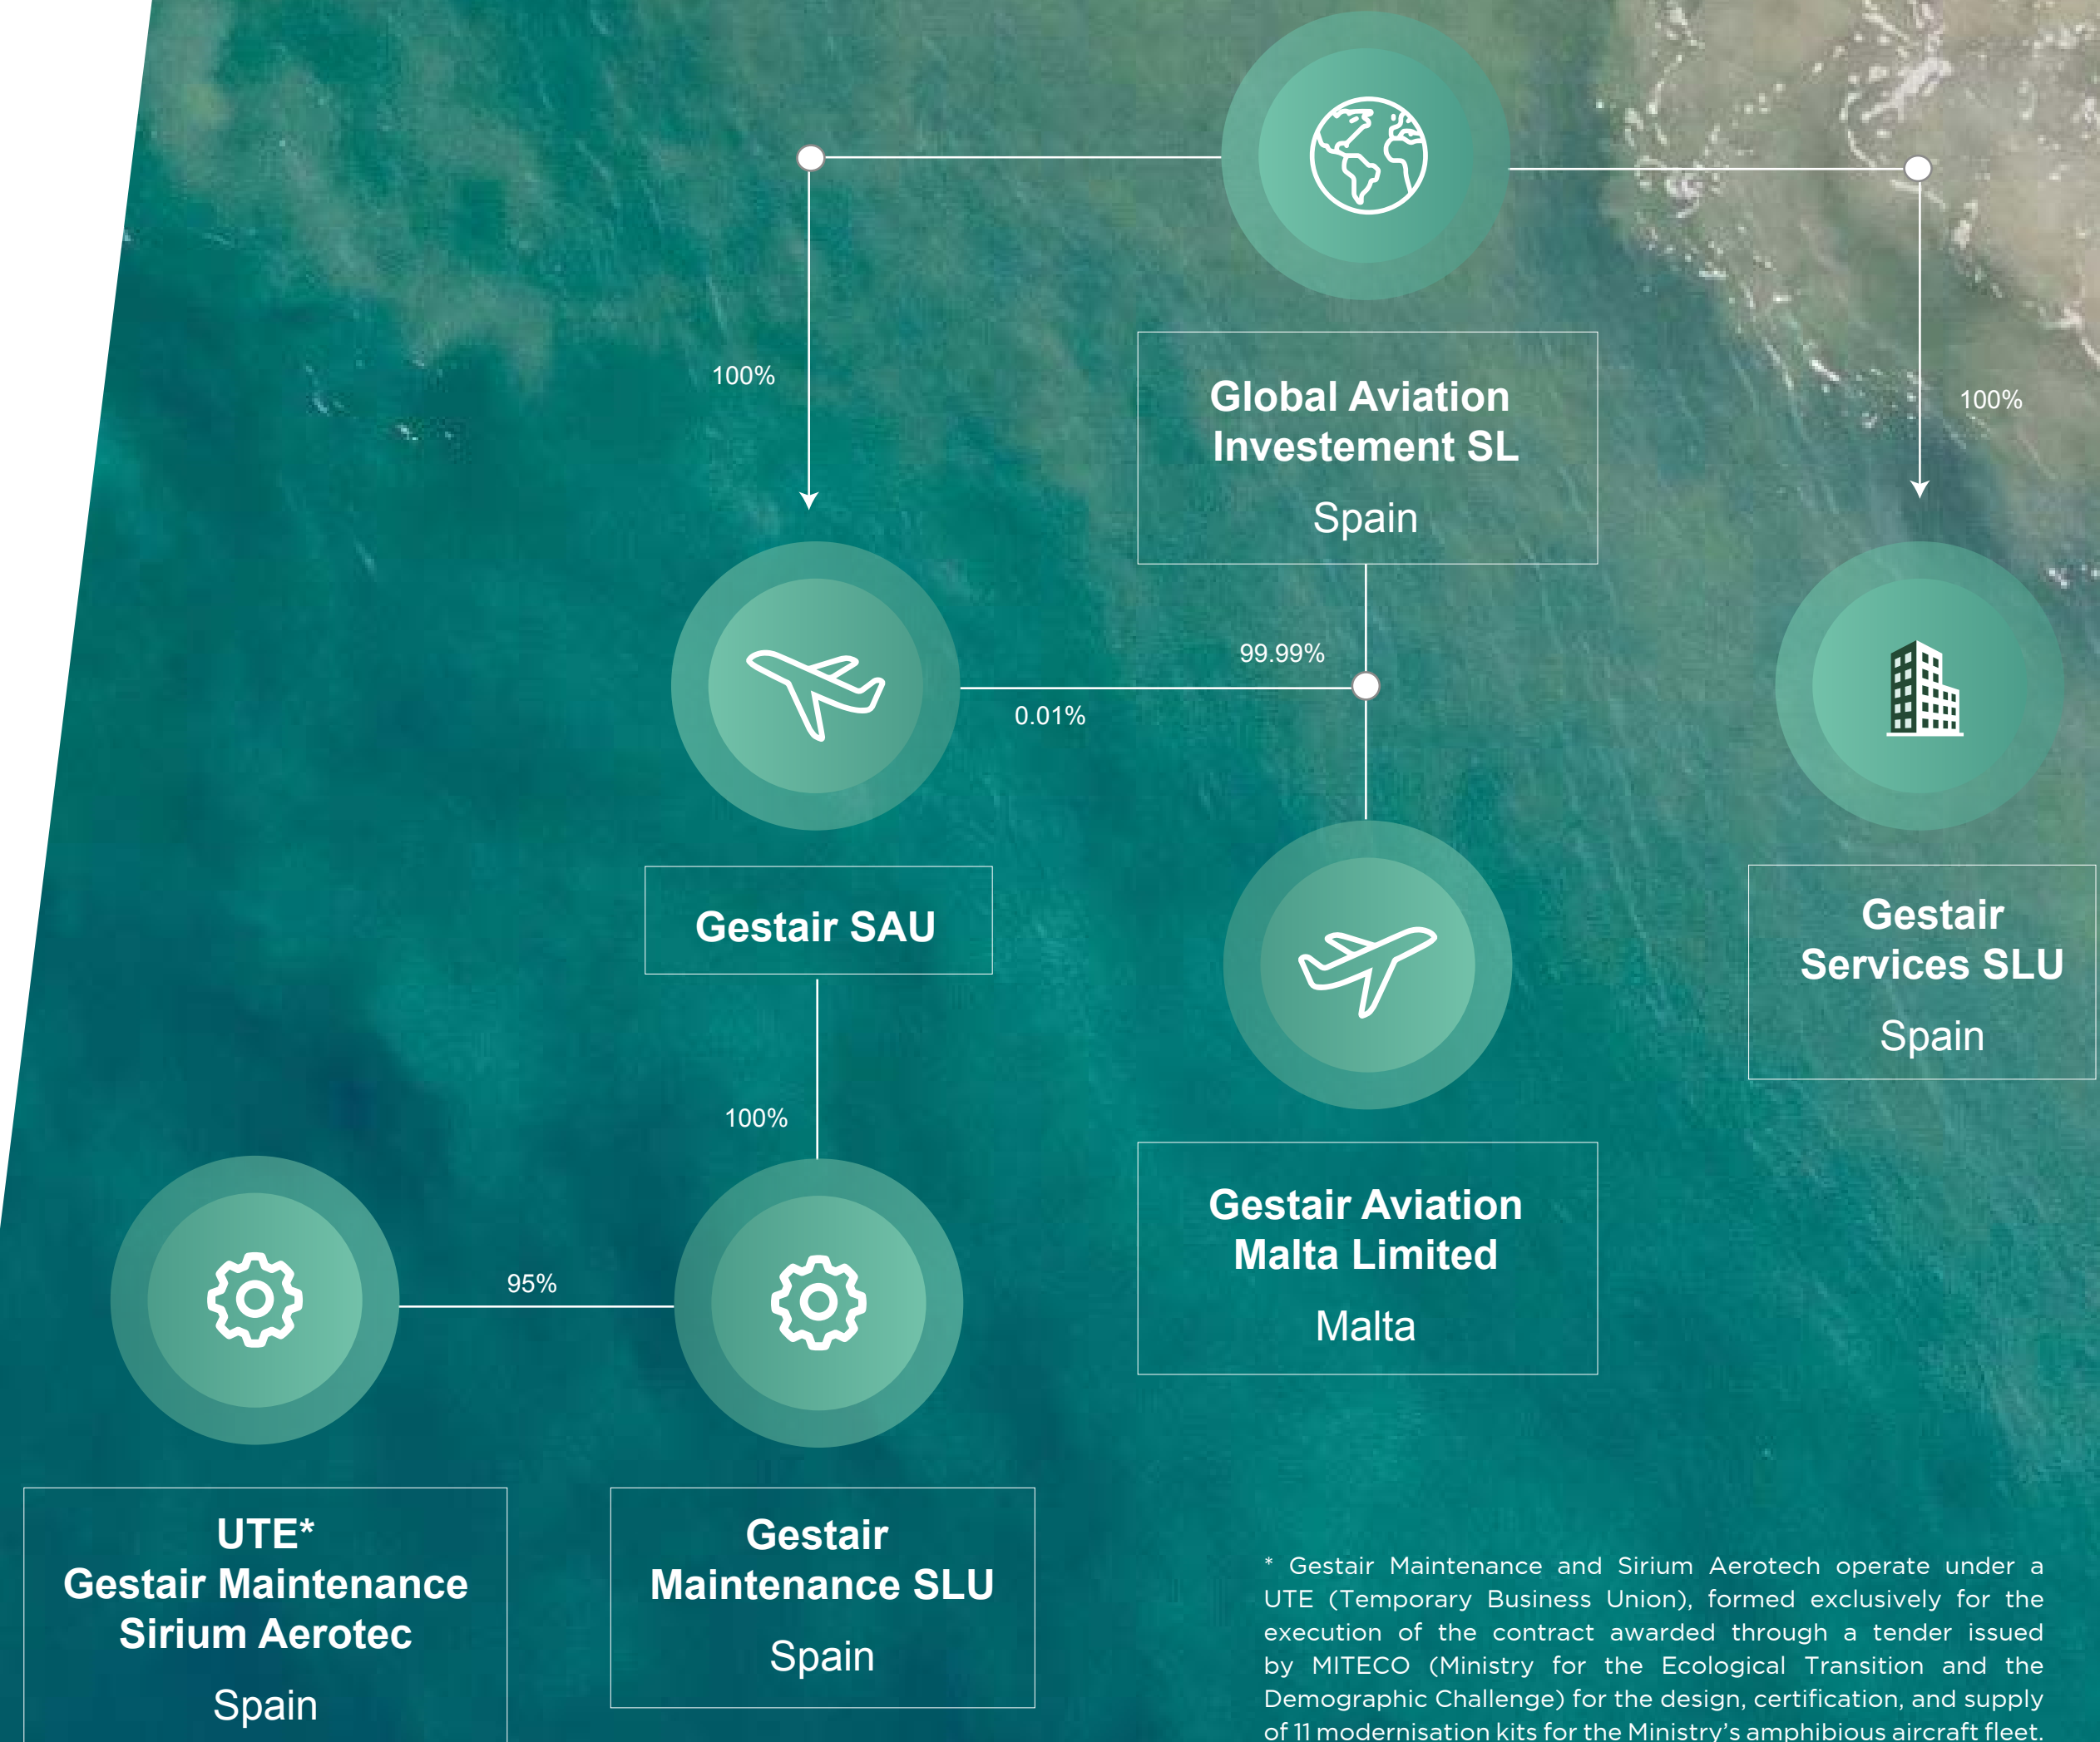 100%
Global Aviation
Investement SL
Spain
100%
99.99%
0.01%
Gestair SAU
Gestair
Services SLU
Spain
100%
Gestair Aviation
Malta Limited
Malta
95%
UTE*
Gestair Maintenance
Sirium Aerotec
Spain
Gestair
Maintenance SLU
Spain
* Gestair Maintenance and Sirium Aerotech operate under a
UTE (Temporary Business Union), formed exclusively for the
execution of the contract awarded through a tender issued
by MITECO (Ministry for the Ecological Transition and the
Demographic Challenge) for the design, certification, and supply
of 11 modernisation kits for the Ministry's amphibious aircraft fleet.